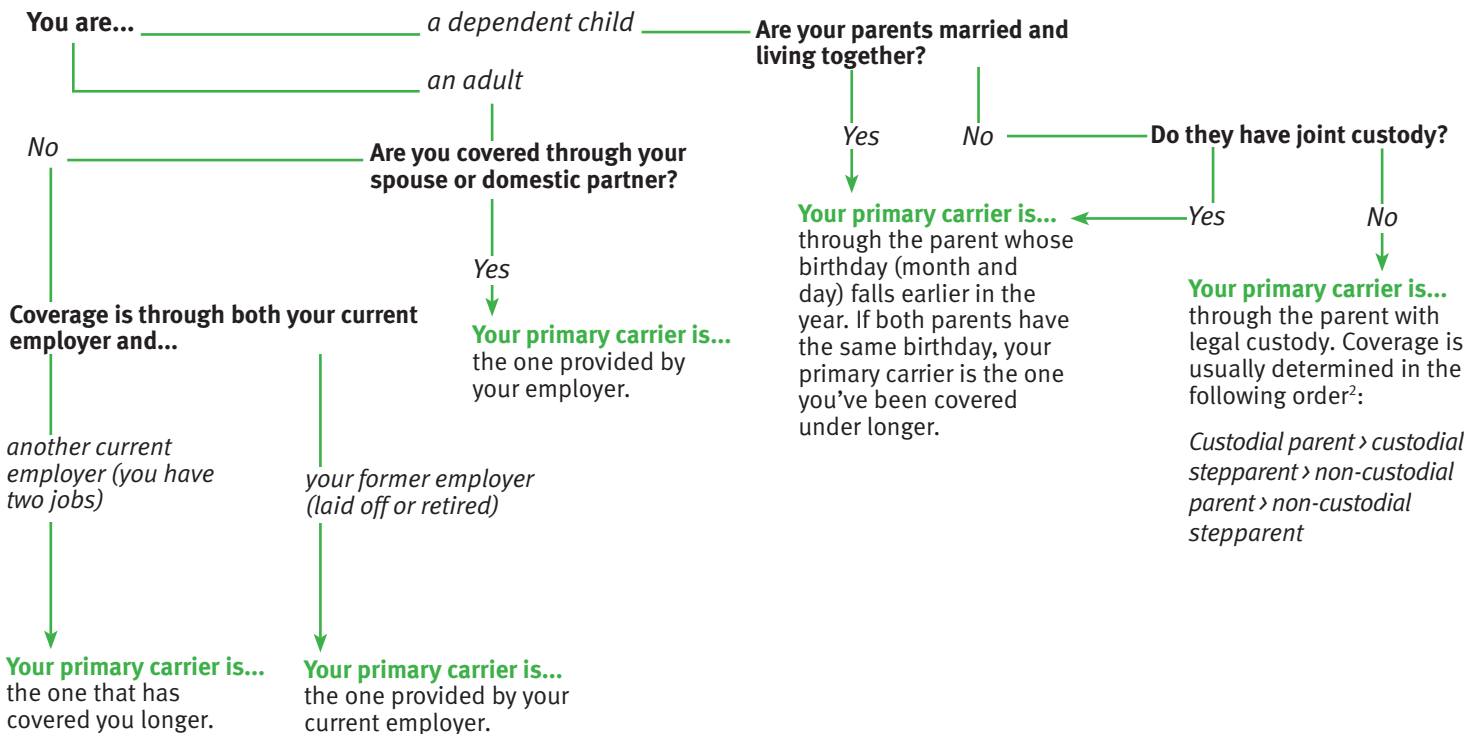 You are...
a dependent child
Are your parents married and
living together?
an adult
Yes
No
Do they have joint custody?
No
Are you covered through your
spouse or domestic partner?
Yes
No
Your primary carrier is...
through the parent whose
birthday (month and
day) falls earlier in the
year. If both parents have
the same birthday, your
primary carrier is the one
you’ve been covered
under longer.
Your primary carrier is...
through the parent with
legal custody. Coverage is
usually determined in the
following order²:
Custodial parent › custodial
stepparent › non-custodial
parent › non-custodial
stepparent
Yes
Your primary carrier is...
the one provided by
your employer.
Coverage is through both your current
employer and...
another current
employer (you have
two jobs)
your former employer
(laid off or retired)
Your primary carrier is...
the one that has
covered you longer.
Your primary carrier is...
the one provided by your
current employer.